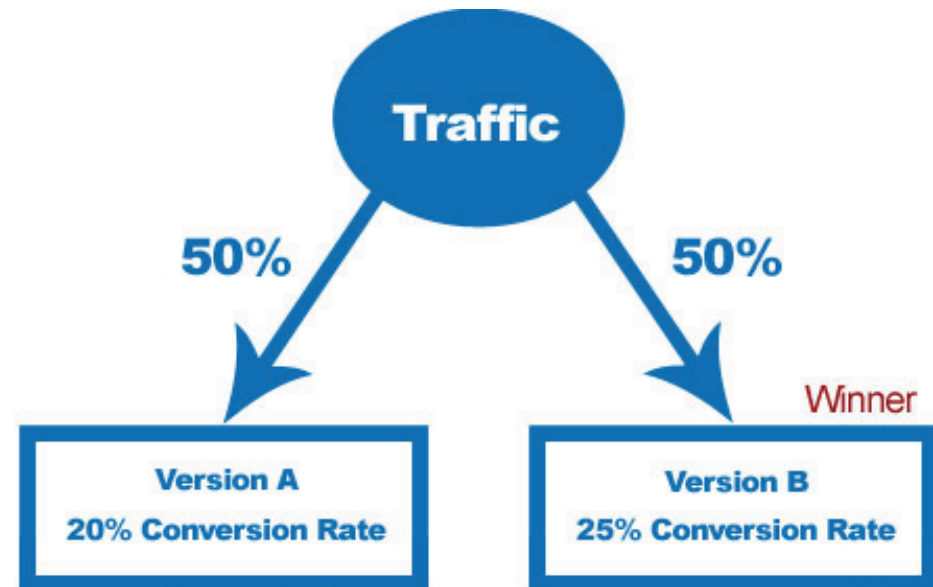 Traffic
50%
50%
Winner
Version A
20% Conversion Rate
Version B
25% Conversion Rate